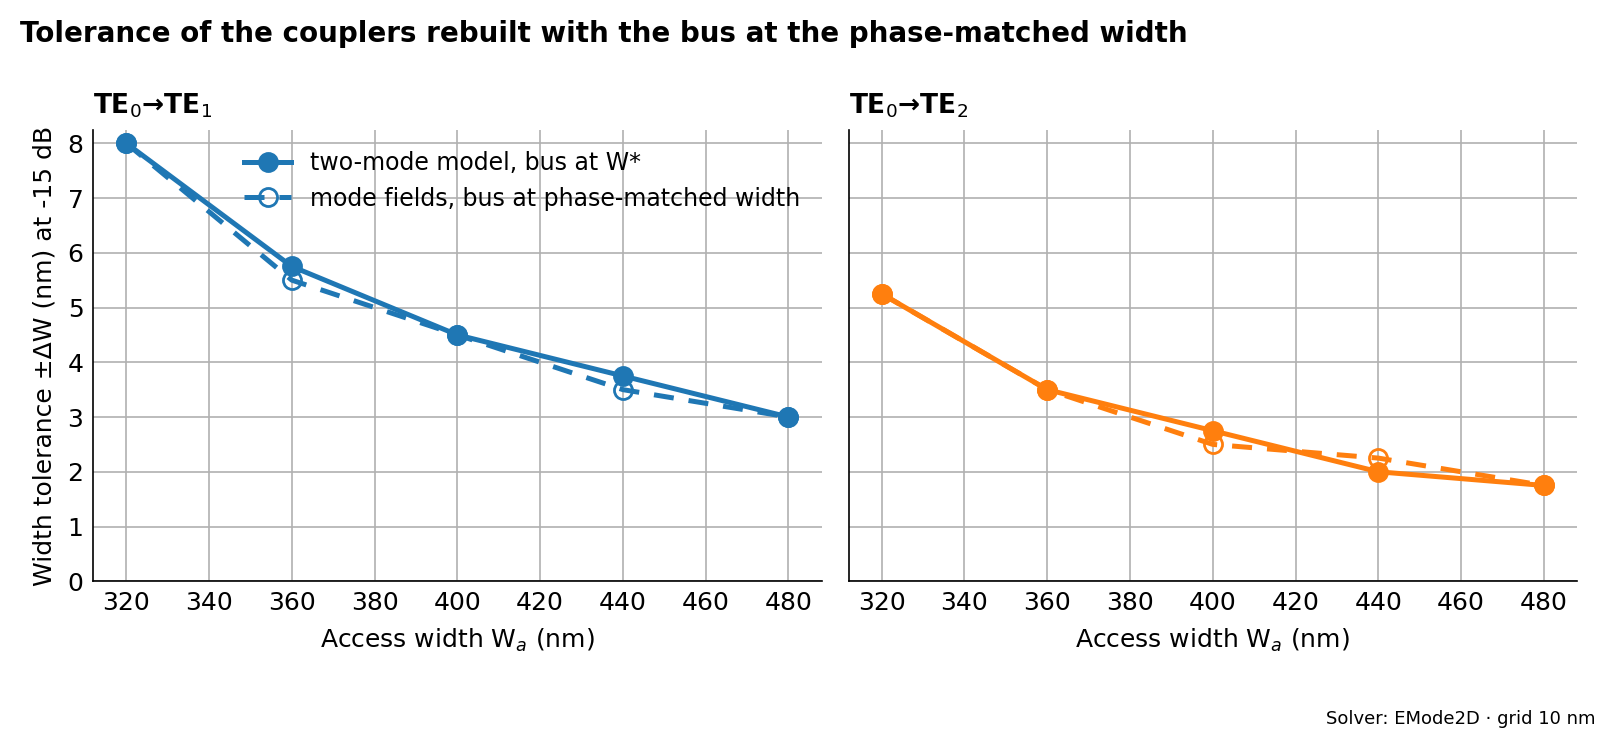 Tolerance of the couplers rebuilt with the bus at the phase-matched width
TE₀→TE₁
TE₀→TE₂
Width tolerance ±ΔW (nm) at -15 dB
8
7
6
5
4
3
2
1
0
two-mode model, bus at W*
mode fields, bus at phase-matched width
320 340 360 380 400 420 440 460 480
320 340 360 380 400 420 440 460 480
Access width Wₐ (nm)
Access width Wₐ (nm)
Solver: EMode2D · grid 10 nm